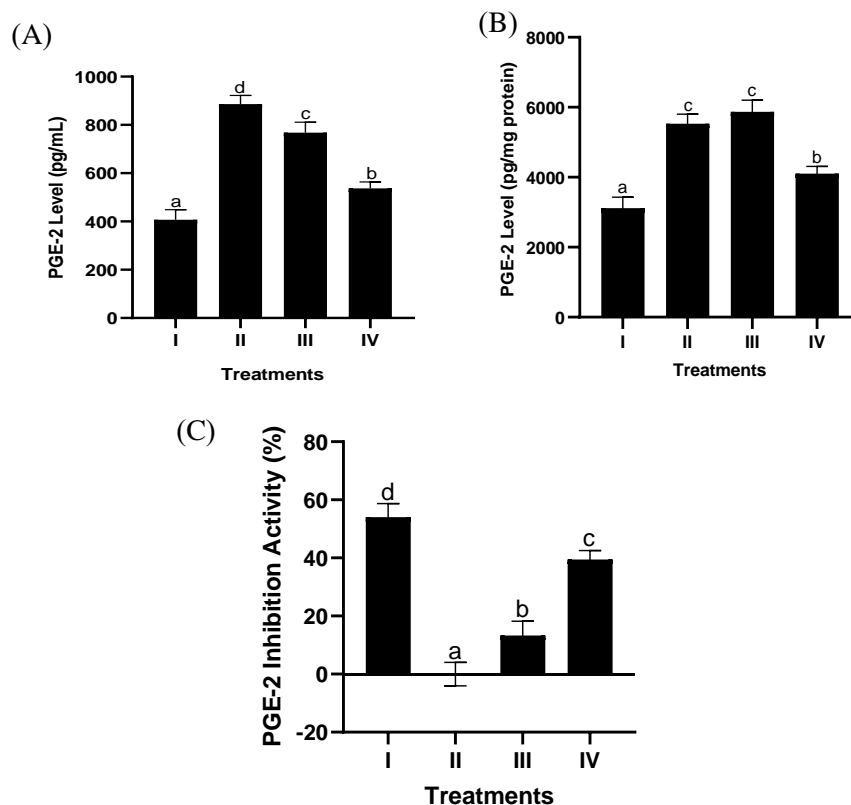 (A)
PGE-2 Level (pg/mL)
1000
800
600
400
200
0
a
d
c
b
I II III IV
Treatments
(B)
PGE-2 Level (pg/mg protein)
8000
6000
4000
2000
0
a
c
c
b
I II III IV
Treatments
(C)
PGE-2 Inhibition Activity (%)
80
60
40
20
0
-20
d
a
b
c
I II III IV
Treatments